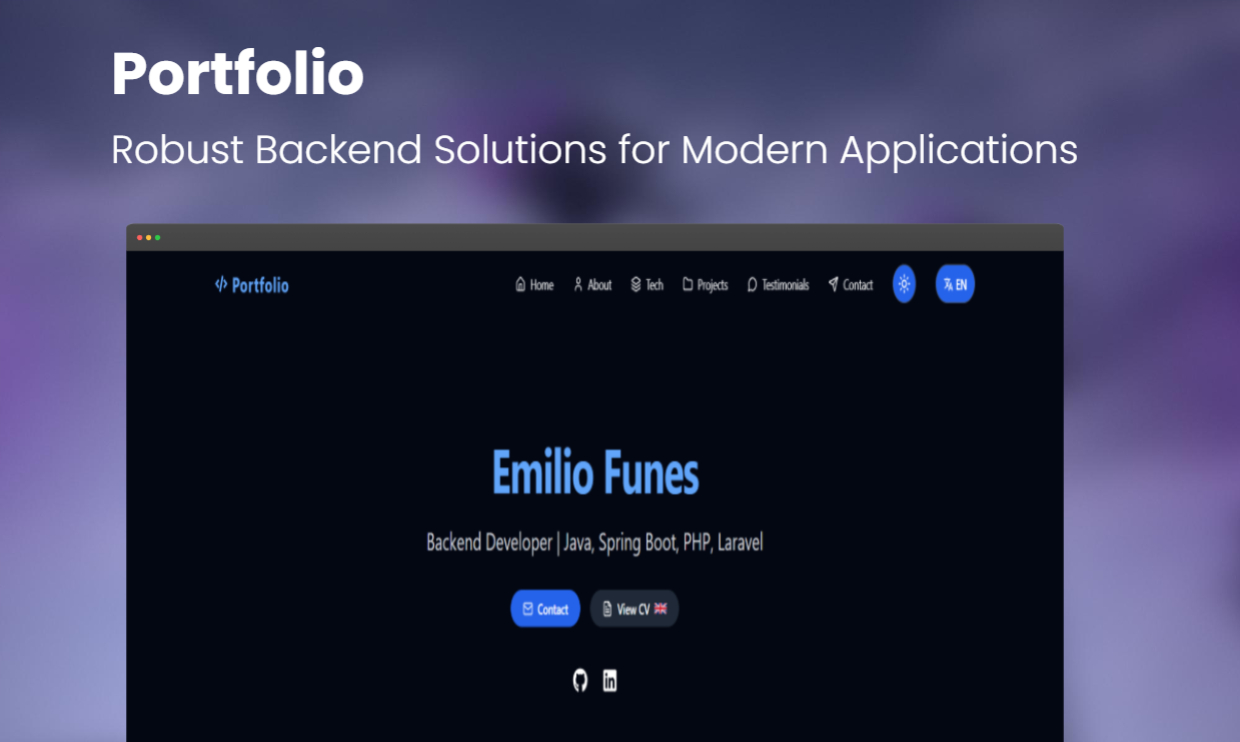 Portfolio
Robust Backend Solutions for Modern Applications
Portfolio Home About Tech Projects Testimonials Contact EN
Emilio Funes
Backend Developer | Java, Spring Boot, PHP, Laravel
Contact View CV
in